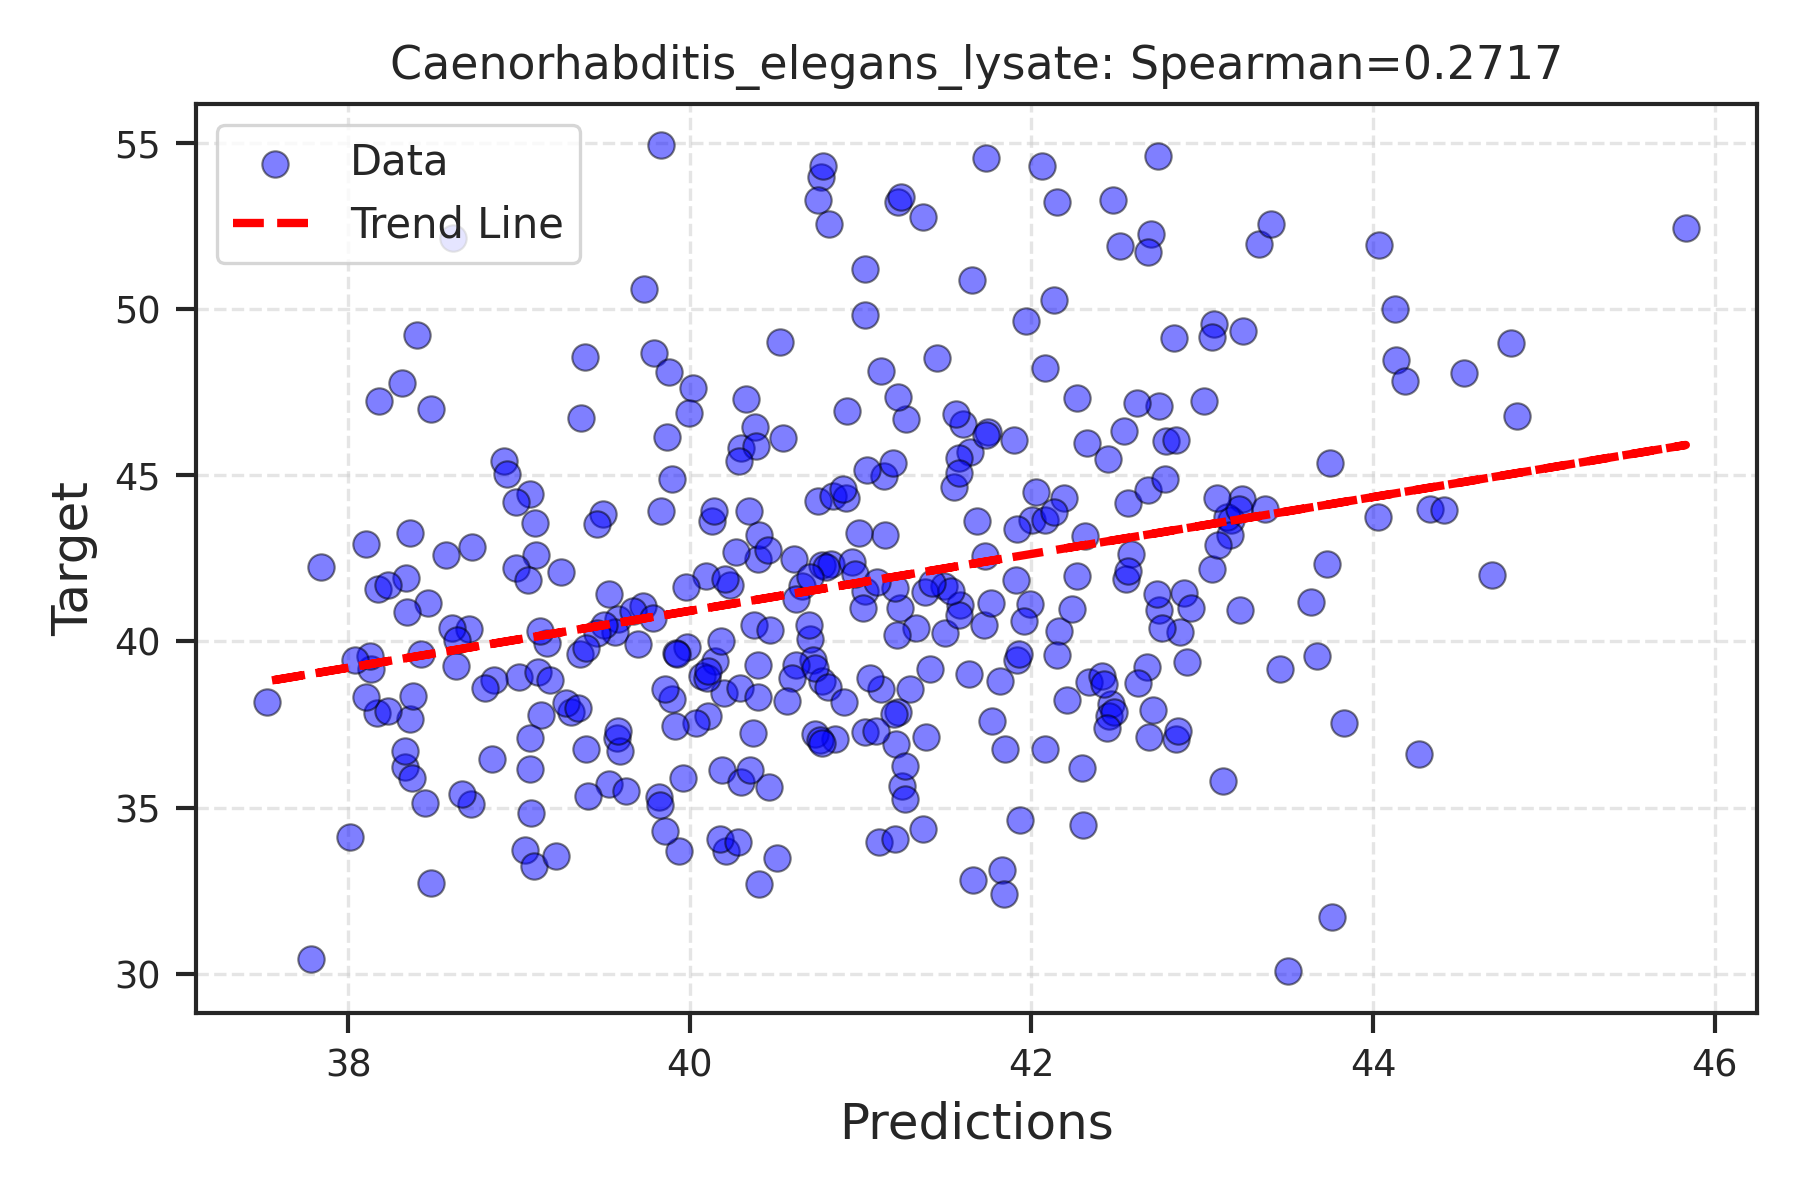 Caenorhabditis_elegans_lysate: Spearman=0.2717
Data
Trend Line
55
50
45
40
35
30
Target
38
40
42
44
46
Predictions